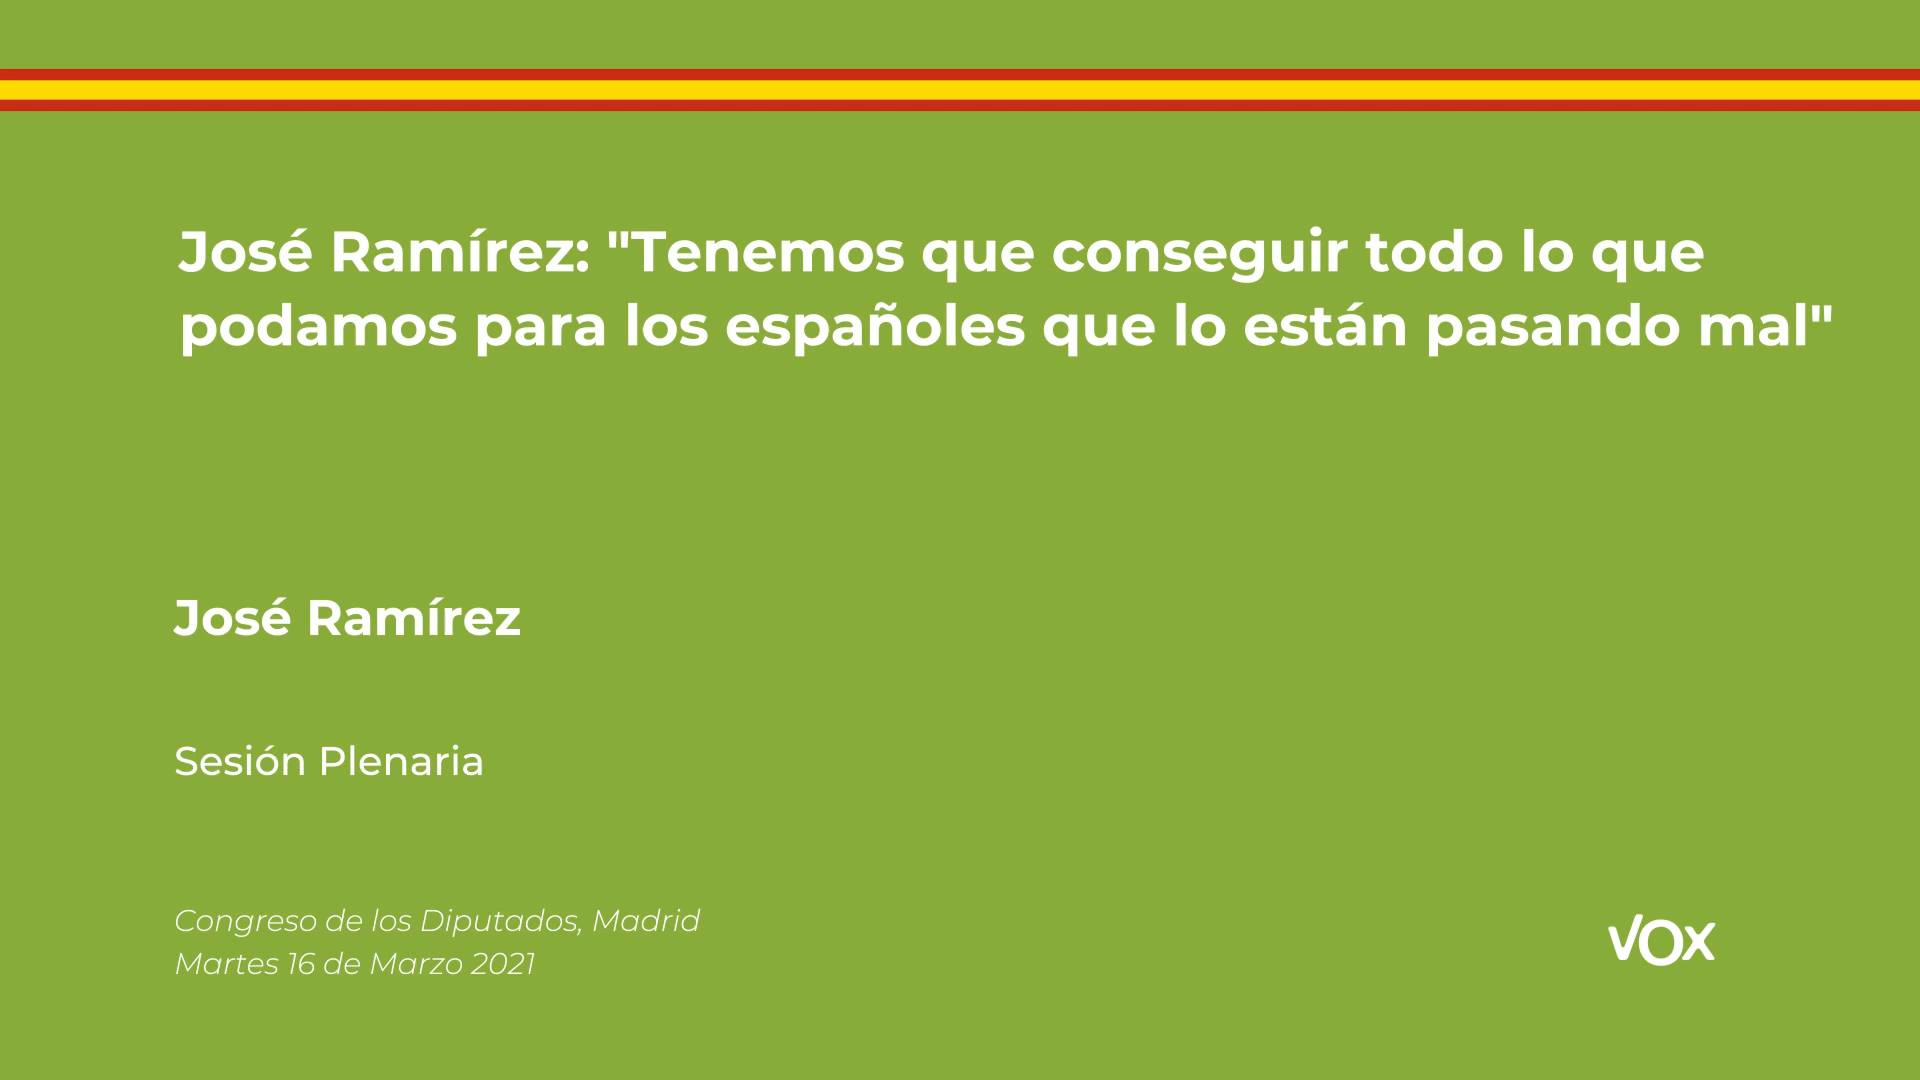 José Ramírez: "Tenemos que conseguir todo lo que
podamos para los españoles que lo están pasando mal"
José Ramírez
Sesión Plenaria
Congreso de los Diputados, Madrid
Martes 16 de Marzo 2021
VOX